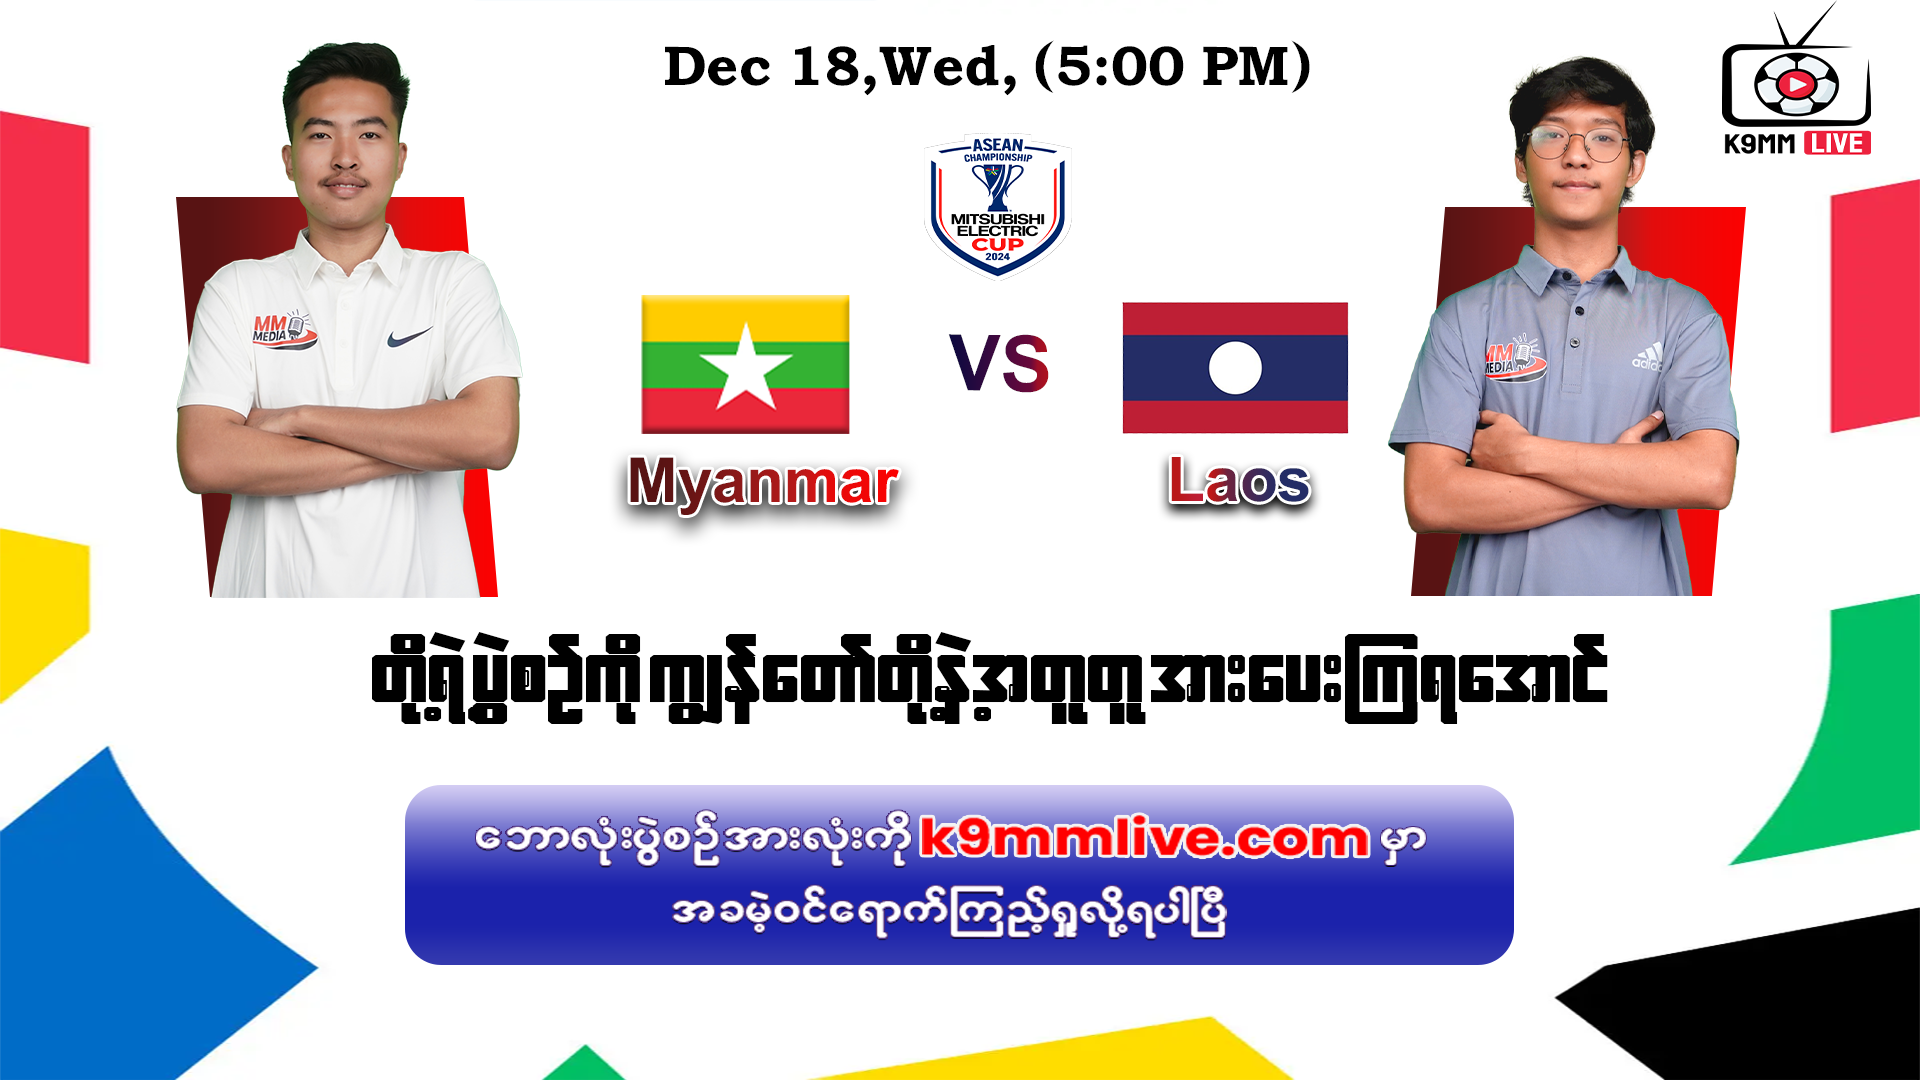 Dec 18,Wed, (5:00 PM)
K9MM LIVE
ASEAN
CHAMPIONSHIP
MITSUBISHI
ELECTRIC
CUP
2024
MM
MEDIA
VS
MM
MEDIA
adidas
Myanmar
Laos
တို့ရဲ့ပွဲစဉ်ကို ကျွန်တော်တို့နဲ့အတူတူ အားပေးကြရအောင်
ဘောလုံးပွဲစဉ်အားလုံးကို k9mmlive.com မှာ
အခမဲ့ဝင်ရောက်ကြည့်ရှုလို့ရပါပြီ